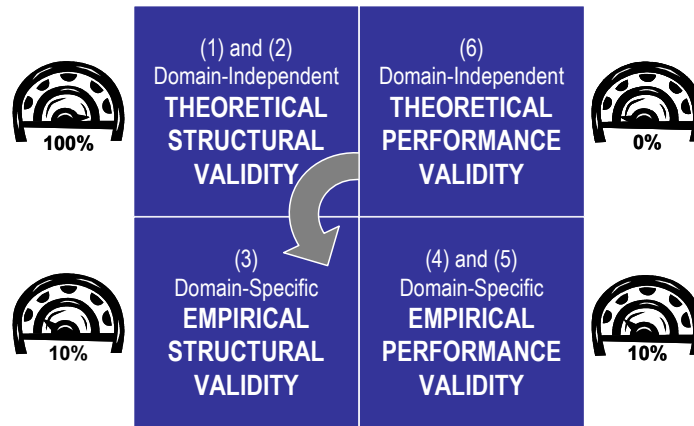 (1) and (2)
Domain-Independent
THEORETICAL
STRUCTURAL
VALIDITY
100%
(6)
Domain-Independent
THEORETICAL
PERFORMANCE
VALIDITY
0%
(3)
Domain-Specific
EMPIRICAL
STRUCTURAL
VALIDITY
10%
(4) and (5)
Domain-Specific
EMPIRICAL
PERFORMANCE
VALIDITY
10%